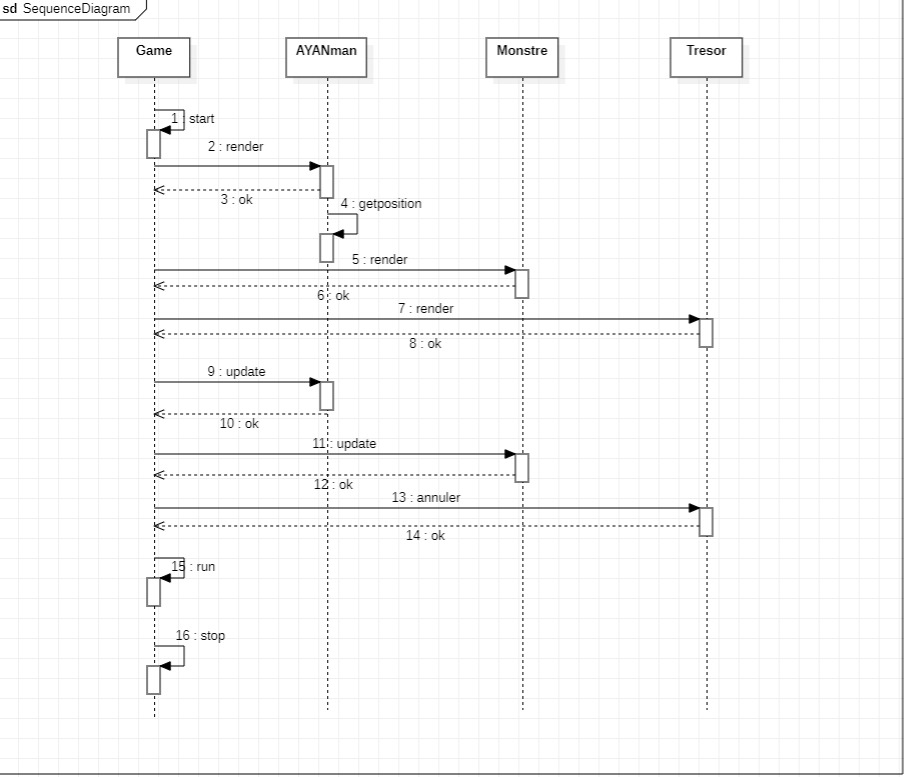 sd SequenceDiagram
Game
AYANman
Monstre
Tresor
1 : start
2 : render
3 : ok
4 : getposition
5 : render
6 : ok
7 : render
8 : ok
9 : update
10 : ok
11 : update
12 : ok
13 : annuler
14 : ok
15 : run
16 : stop